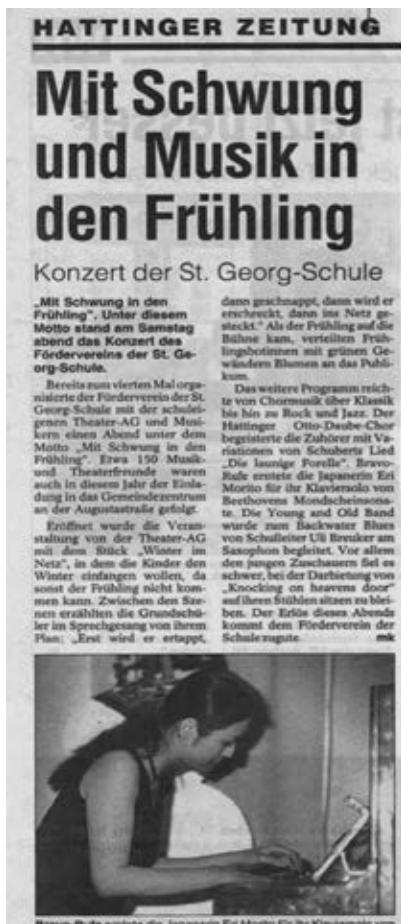 HATTINGER ZEITUNG
Mit Schwung
und Musik in
den Frühling
Konzert der St. Georg-Schule
„Mit Schwung in den
Frühling". Unter diesem
Motto stand am Samstag
abend das Konzert des
Fördervereins der St. Ge-
org-Schule.
Bereits zum vierten Mal orga-
nisierte der Förderverein der St.
Georg-Schule mit der schulei-
genen Theater-AG und Musi-
kern einen Abend unter dem
Motto „Mit Schwung in den
Frühling". Etwa 150 Musik-
und Theaterfreunde waren
auch in diesem Jahr der Einla-
dung in das Gemeindezentrum
an der Augustastraße gefolgt.
Eröffnet wurde die Veran-
staltung von der Theater-AG
mit dem Stück „Winter im
Netz", in dem die Kinder den
Winter einfangen wollen, da
sonst der Frühling nicht kom-
men kann. Zwischen den Sze-
nen erzählten die Grundschü-
ler im Sprechgesang von ihrem
Plan: „Erst wird er ertappt,
dann geschnappt, dann wird er
erschreckt, dann ins Netz ge-
steckt." Als der Frühling auf die
Bühne kam, verteilten Früh-
lingsbotinnen mit grünen Ge-
wändern Blumen an das Publi-
kum.
Das weitere Programm reich-
te von Chormusik über Klassik
bis hin zu Rock und Jazz. Der
Hattinger Otto-Daube-Chor
begeisterte die Zuhörer mit Va-
riationen von Schuberts Lied
„Die launige Forelle". Bravo-
Rufe erntete die Japanerin Eri
Morito für ihr Klaviersolo von
Beethovens Mondscheinsona-
te. Die Young and Old Band
wurde zum Backwater Blues
von Schulleiter Uli Breuker am
Saxophon begleitet. Vor allem
den jungen Zuschauern fiel es
schwer, bei der Darbietung von
„Knocking on heavens door"
auf ihren Stühlen sitzen zu blei-
ben. Der Erlös dieses Abends
kommt dem Förderverein der
Schule zugute. mk
Bravo-Rufe erntete die Japanerin Eri Morito für ihr Klaviersolo von